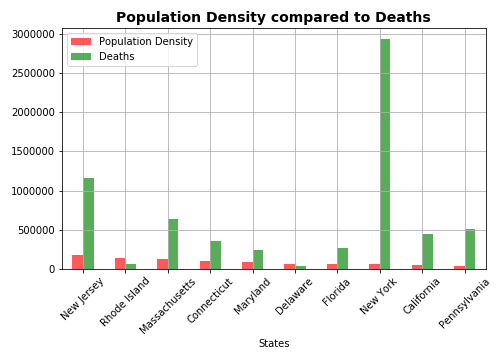 Population Density compared to Deaths
Population Density
Deaths
3000000
2500000
2000000
1500000
1000000
500000
0
New Jersey
Rhode Island
Massachusetts
Connecticut
Maryland
Delaware
Florida
New York
California
Pennsylvania
States